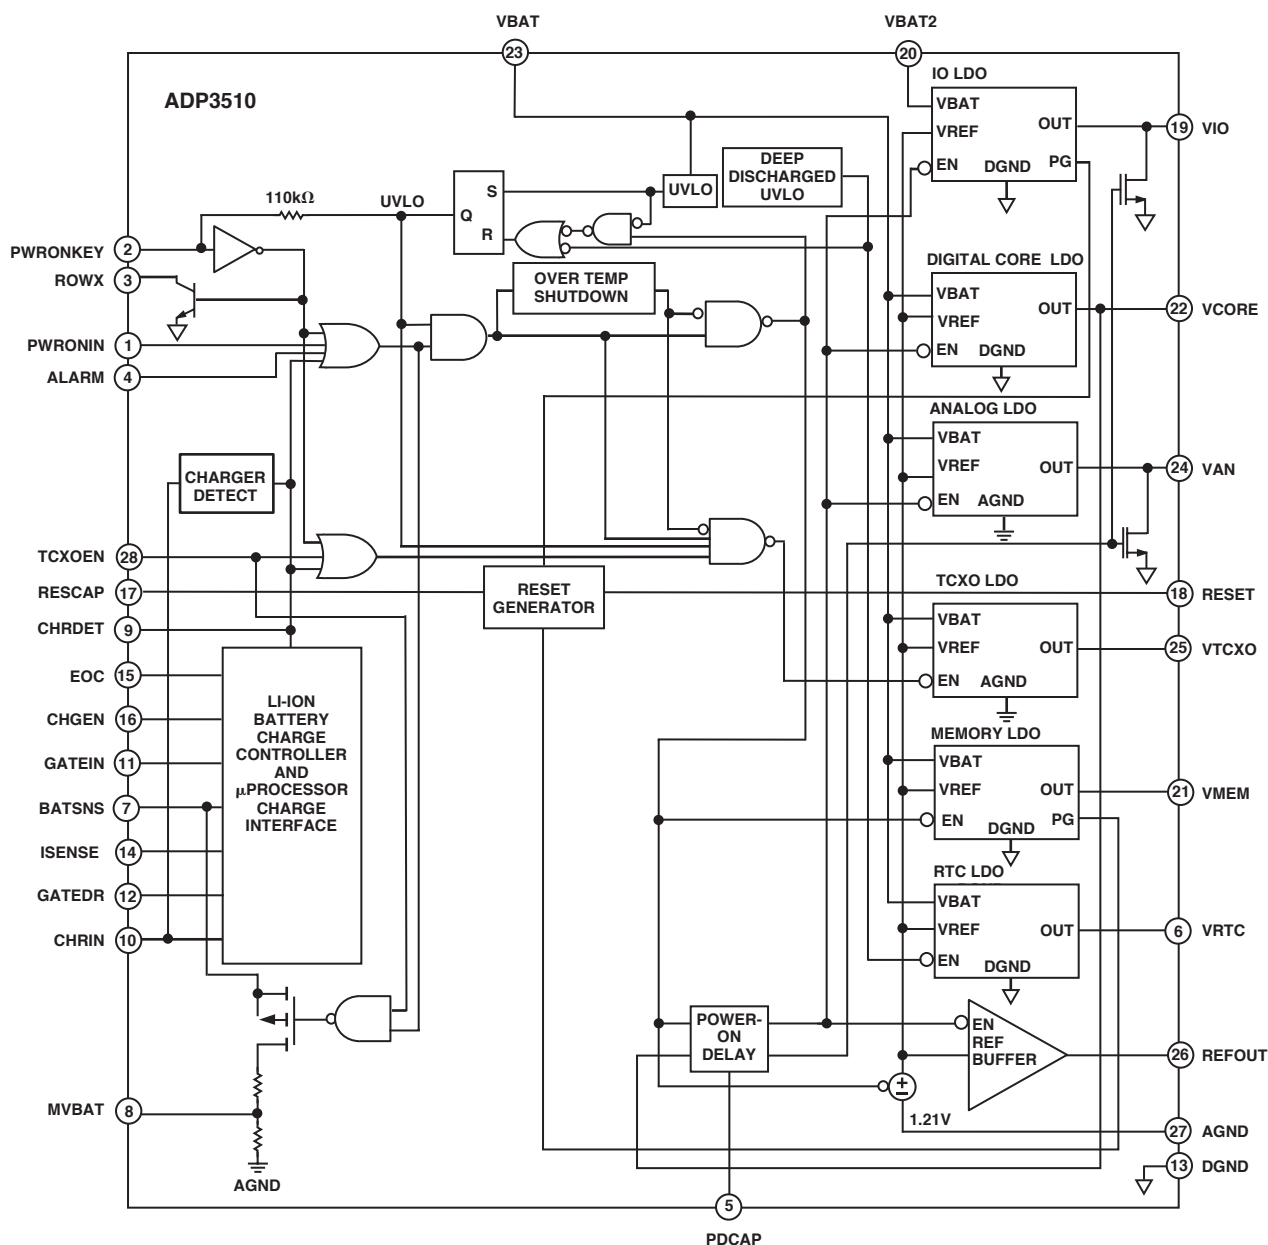 VBAT
VBAT2
23
20
ADP3510
IO LDO
VBAT
VREF
EN
OUT
PG
DGND
19
VIO
DEEP
DISCHARGED
UVLO
UVLO
S
Q
R
110kΩ
UVLO
PWRONKEY
2
ROWX
3
OVER TEMP
SHUTDOWN
DIGITAL CORE LDO
VBAT
VREF
EN
OUT
DGND
22
VCORE
PWRONIN
1
ALARM
4
ANALOG LDO
VBAT
VREF
EN
OUT
AGND
24
VAN
CHARGER
DETECT
TCXOEN
28
RESCAP
17
RESET
GENERATOR
TCXO LDO
18
RESET
CHRDET
9
VBAT
VREF
EN
OUT
AGND
25
VTCXO
EOC
15
CHGEN
16
GATEIN
11
BATSNS
7
ISENSE
14
GATEDR
12
CHRIN
10
LI-ION
BATTERY
CHARGE
CONTROLLER
AND
μPROCESSOR
CHARGE
INTERFACE
MEMORY LDO
VBAT
VREF
EN
OUT
PG
DGND
21
VMEM
RTC LDO
VBAT
VREF
EN
OUT
DGND
6
VRTC
POWER-
ON
DELAY
EN
REF
BUFFER
26
REFOUT
+
–
1.21V
MVBAT
8
AGND
27
AGND
13
DGND
5
PDCAP